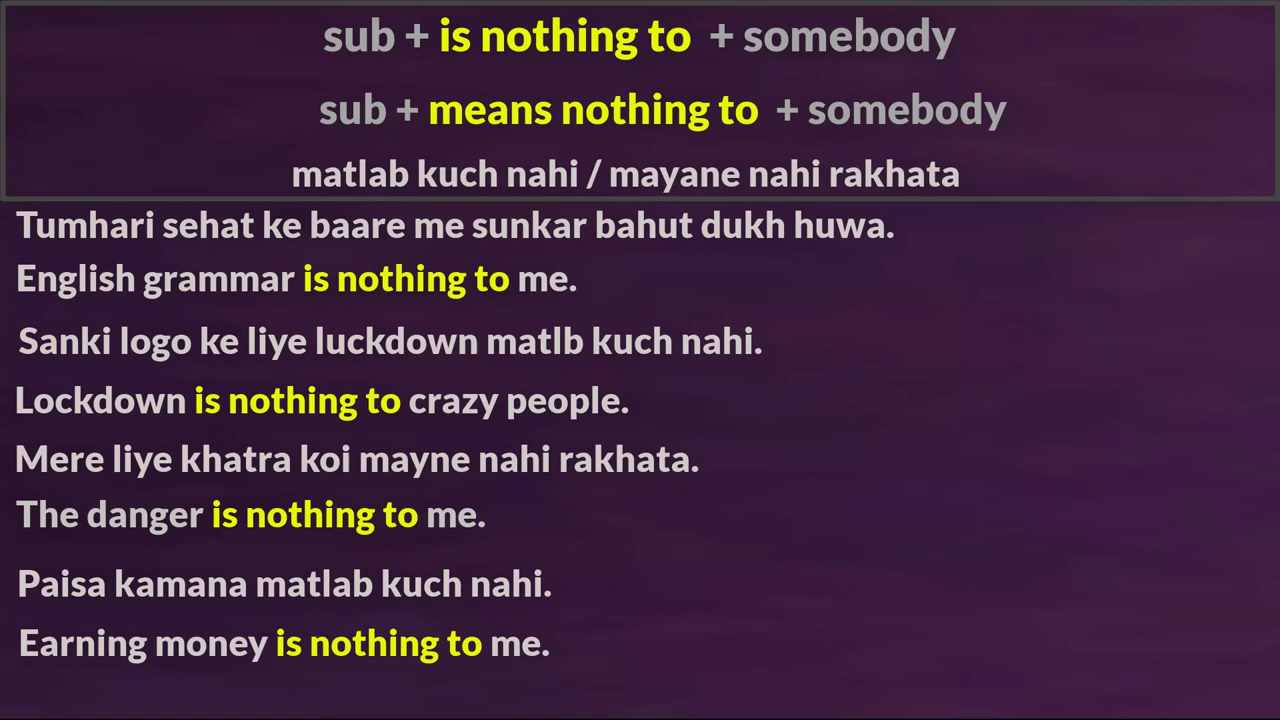 sub + is nothing to + somebody
sub + means nothing to + somebody
matlab kuch nahi / mayane nahi rakhata
Tumhari sehat ke baare me sunkar bahut dukh huwa.
English grammar is nothing to me.
Sanki logo ke liye luckdown matlb kuch nahi.
Lockdown is nothing to crazy people.
Mere liye khatra koi mayne nahi rakhata.
The danger is nothing to me.
Paisa kamana matlab kuch nahi.
Earning money is nothing to me.